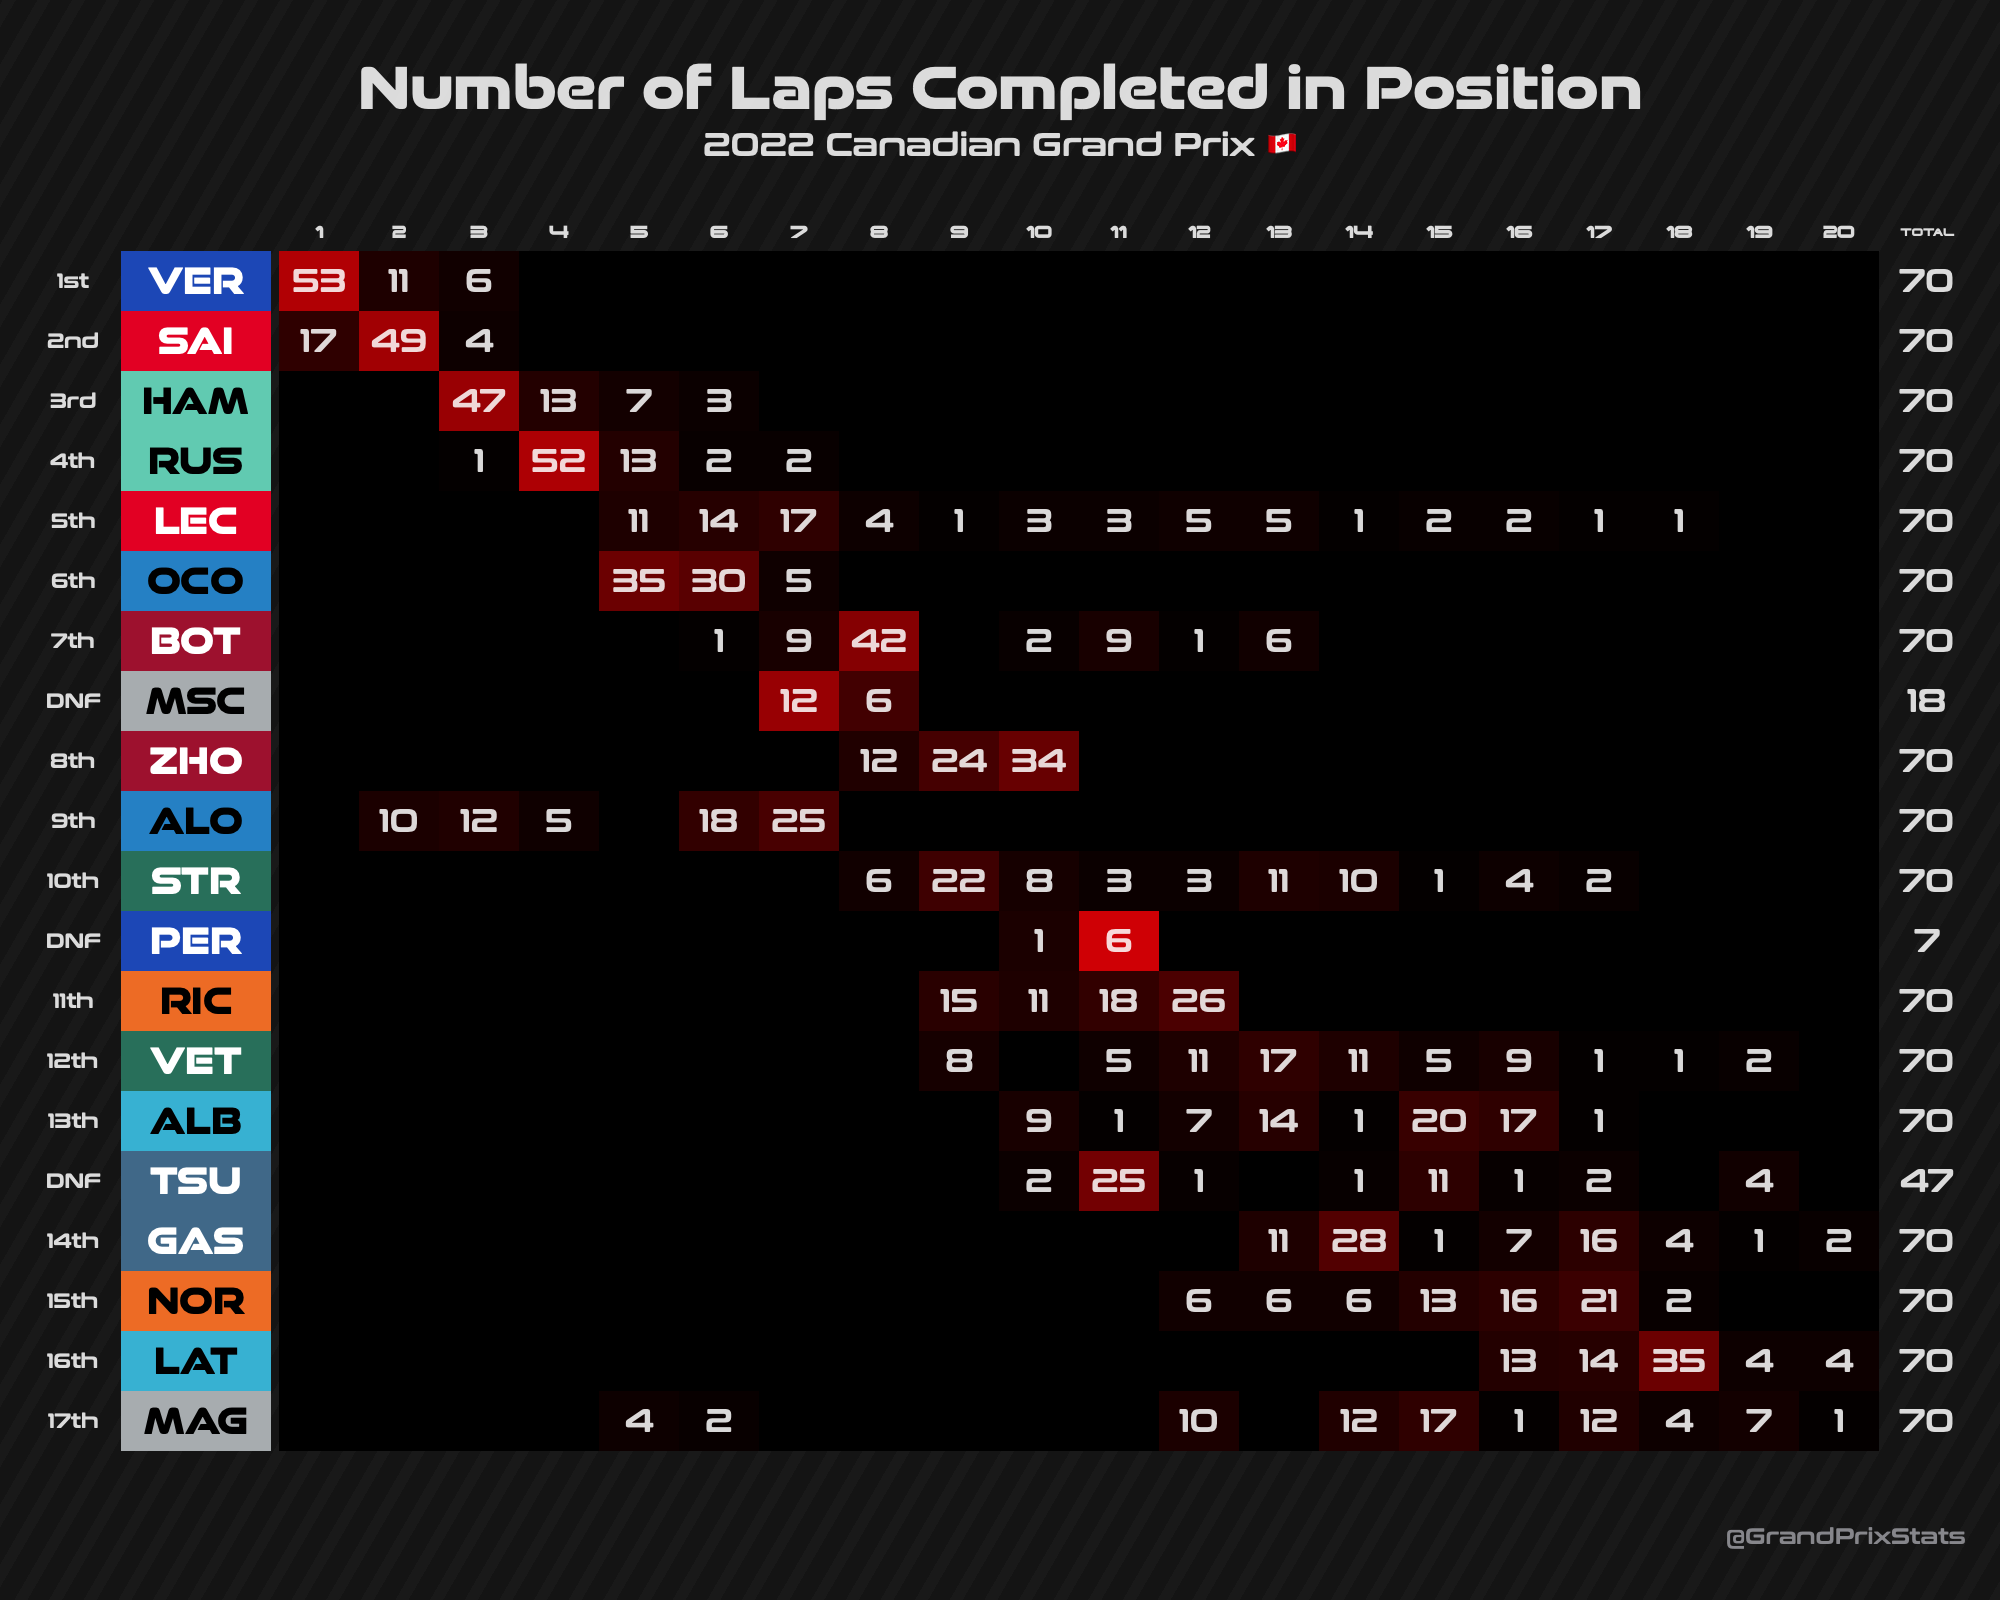 Number of Laps Completed in Position
2022 Canadian Grand Prix
1 2 3 4 5 6 7 8 9 10 11 12 13 14 15 16 17 18 19 20 TOTAL
1st VER 53 11 6 70
2nd SAI 17 49 4 70
3rd HAM 47 13 7 3 70
4th RUS 1 52 13 2 2 70
5th LEC 11 14 17 4 1 3 3 5 5 1 2 2 1 1 70
6th OCO 35 30 5 70
7th BOT 1 9 42 2 9 1 6 70
DNF MSC 12 6 18
8th ZHO 12 24 34 70
9th ALO 10 12 5 18 25 70
10th STR 6 22 8 3 3 11 10 1 4 2 70
DNF PER 1 6 7
11th RIC 15 11 18 26 70
12th VET 8 5 11 17 11 5 9 1 1 2 70
13th ALB 9 1 7 14 1 20 17 1 70
DNF TSU 2 25 1 1 11 1 2 4 47
14th GAS 11 28 1 7 16 4 1 2 70
15th NOR 6 6 6 13 16 21 2 70
16th LAT 13 14 35 4 4 70
17th MAG 4 2 10 12 17 1 12 4 7 1 70
@GrandPrixStats